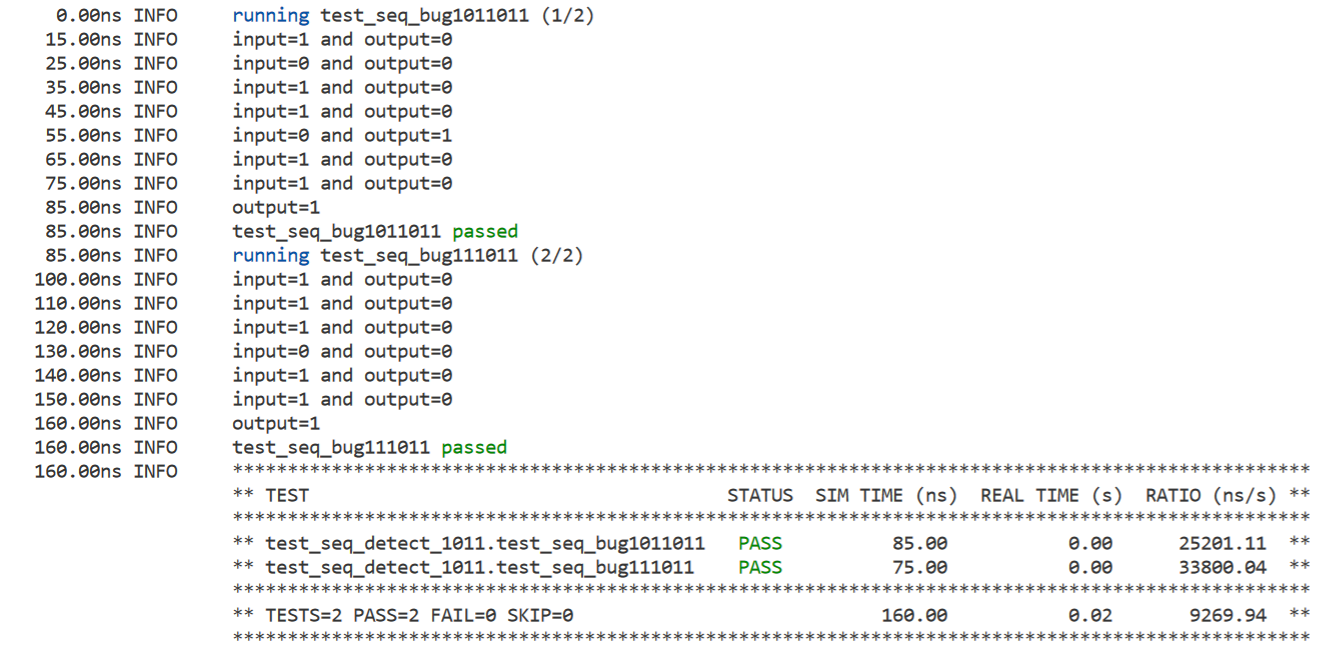 0.00ns INFO running test_seq_bug1011011 (1/2)
15.00ns INFO input=1 and output=0
25.00ns INFO input=0 and output=0
35.00ns INFO input=1 and output=0
45.00ns INFO input=1 and output=0
55.00ns INFO input=0 and output=1
65.00ns INFO input=1 and output=0
75.00ns INFO input=1 and output=0
85.00ns INFO output=1
85.00ns INFO test_seq_bug1011011 passed
85.00ns INFO running test_seq_bug111011 (2/2)
100.00ns INFO input=1 and output=0
110.00ns INFO input=1 and output=0
120.00ns INFO input=1 and output=0
130.00ns INFO input=0 and output=0
140.00ns INFO input=1 and output=0
150.00ns INFO input=1 and output=0
160.00ns INFO output=1
160.00ns INFO test_seq_bug111011 passed
160.00ns INFO **************************************************************************************************
** TEST STATUS SIM TIME (ns) REAL TIME (s) RATIO (ns/s) **
**************************************************************************************************
** test_seq_detect_1011.test_seq_bug1011011 PASS 85.00 0.00 25201.11 **
** test_seq_detect_1011.test_seq_bug111011 PASS 75.00 0.00 33800.04 **
**************************************************************************************************
** TESTS=2 PASS=2 FAIL=0 SKIP=0 160.00 0.02 9269.94 **
**************************************************************************************************